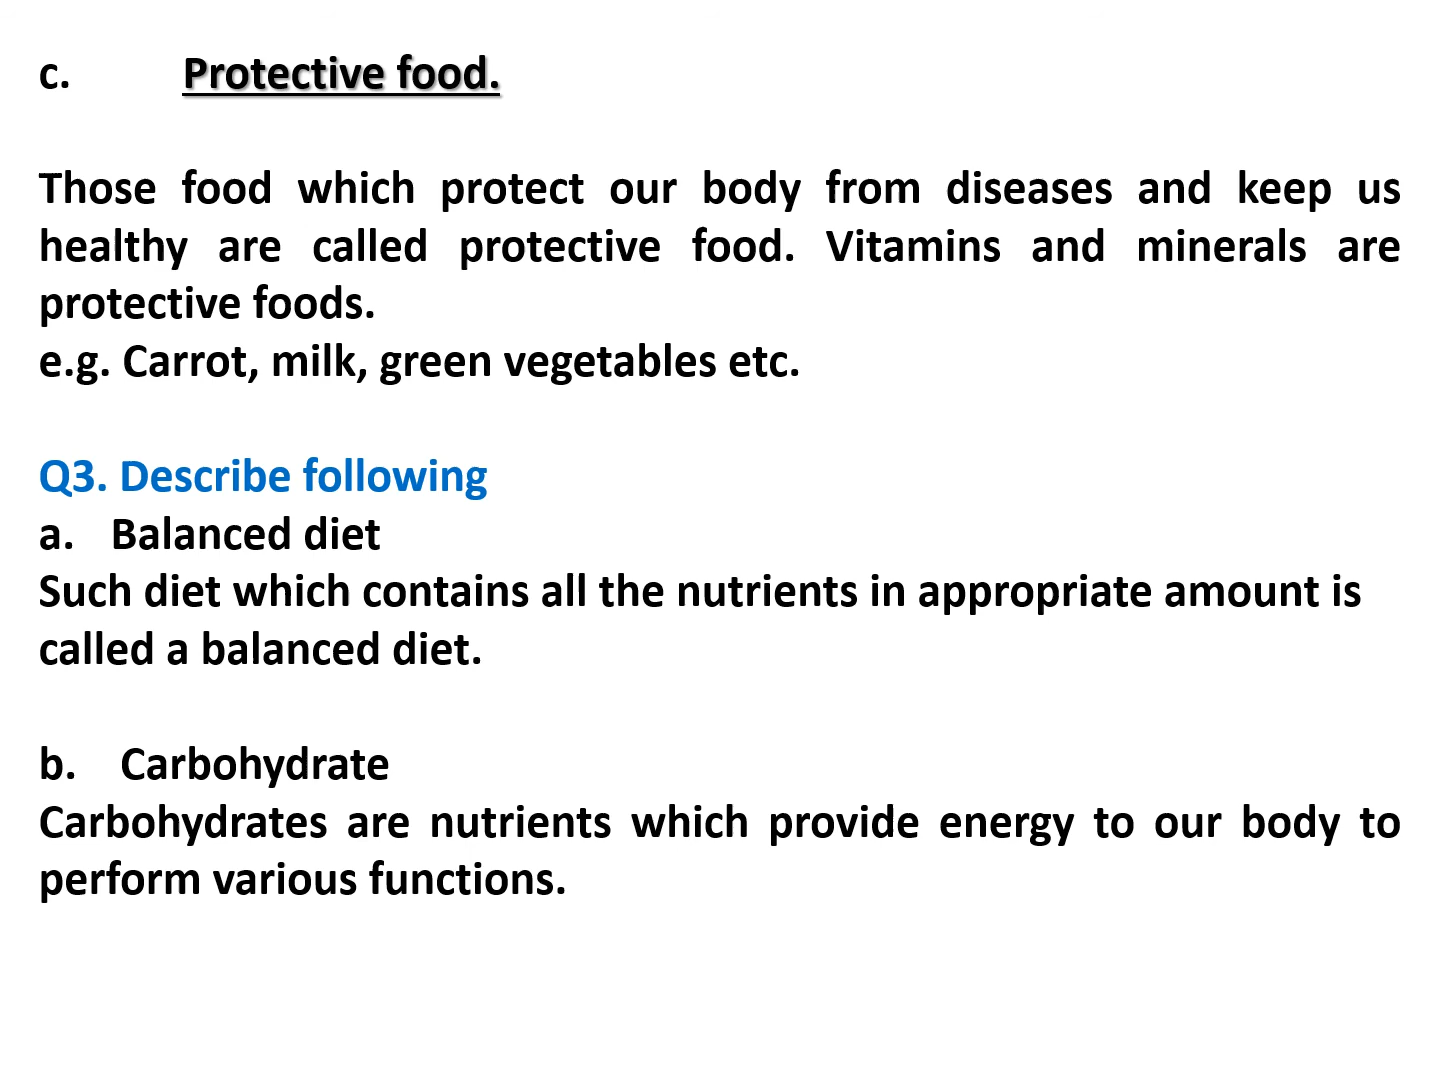 c. Protective food.
Those food which protect our body from diseases and keep us
healthy are called protective food. Vitamins and minerals are
protective foods.
e.g. Carrot, milk, green vegetables etc.
Q3. Describe following
a. Balanced diet
Such diet which contains all the nutrients in appropriate amount is
called a balanced diet.
b. Carbohydrate
Carbohydrates are nutrients which provide energy to our body to
perform various functions.